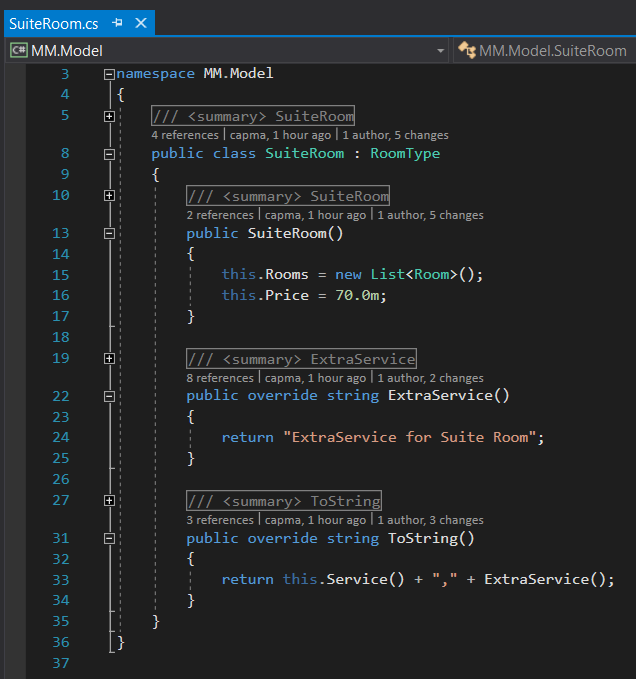 SuiteRoom.cs
C# MM.Model MM.Model.SuiteRoom
3 namespace MM.Model
4 {
5 /// <summary> SuiteRoom
4 references | capma, 1 hour ago | 1 author, 5 changes
8 public class SuiteRoom : RoomType
9 {
10 /// <summary> SuiteRoom
2 references | capma, 1 hour ago | 1 author, 5 changes
13 public SuiteRoom()
14 {
15 this.Rooms = new List<Room>();
16 this.Price = 70.0m;
17 }
18
19 /// <summary> ExtraService
8 references | capma, 1 hour ago | 1 author, 2 changes
22 public override string ExtraService()
23 {
24 return "ExtraService for Suite Room";
25 }
26
27 /// <summary> ToString
3 references | capma, 1 hour ago | 1 author, 3 changes
31 public override string ToString()
32 {
33 return this.Service() + "," + ExtraService();
34 }
35 }
36 }
37